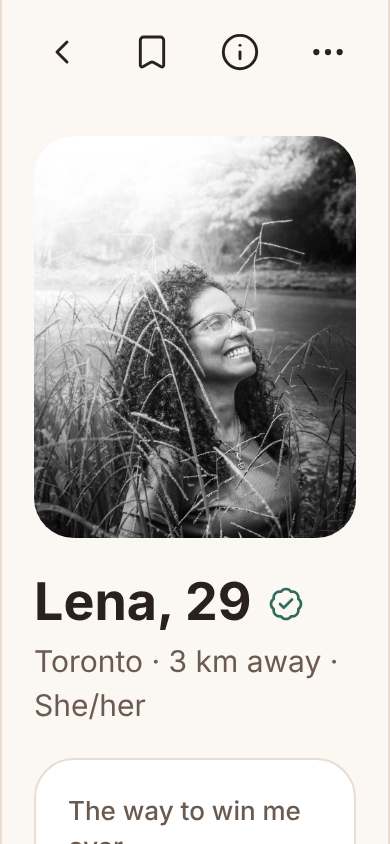 Lena, 29
Toronto · 3 km away ·
She/her
The way to win me
over